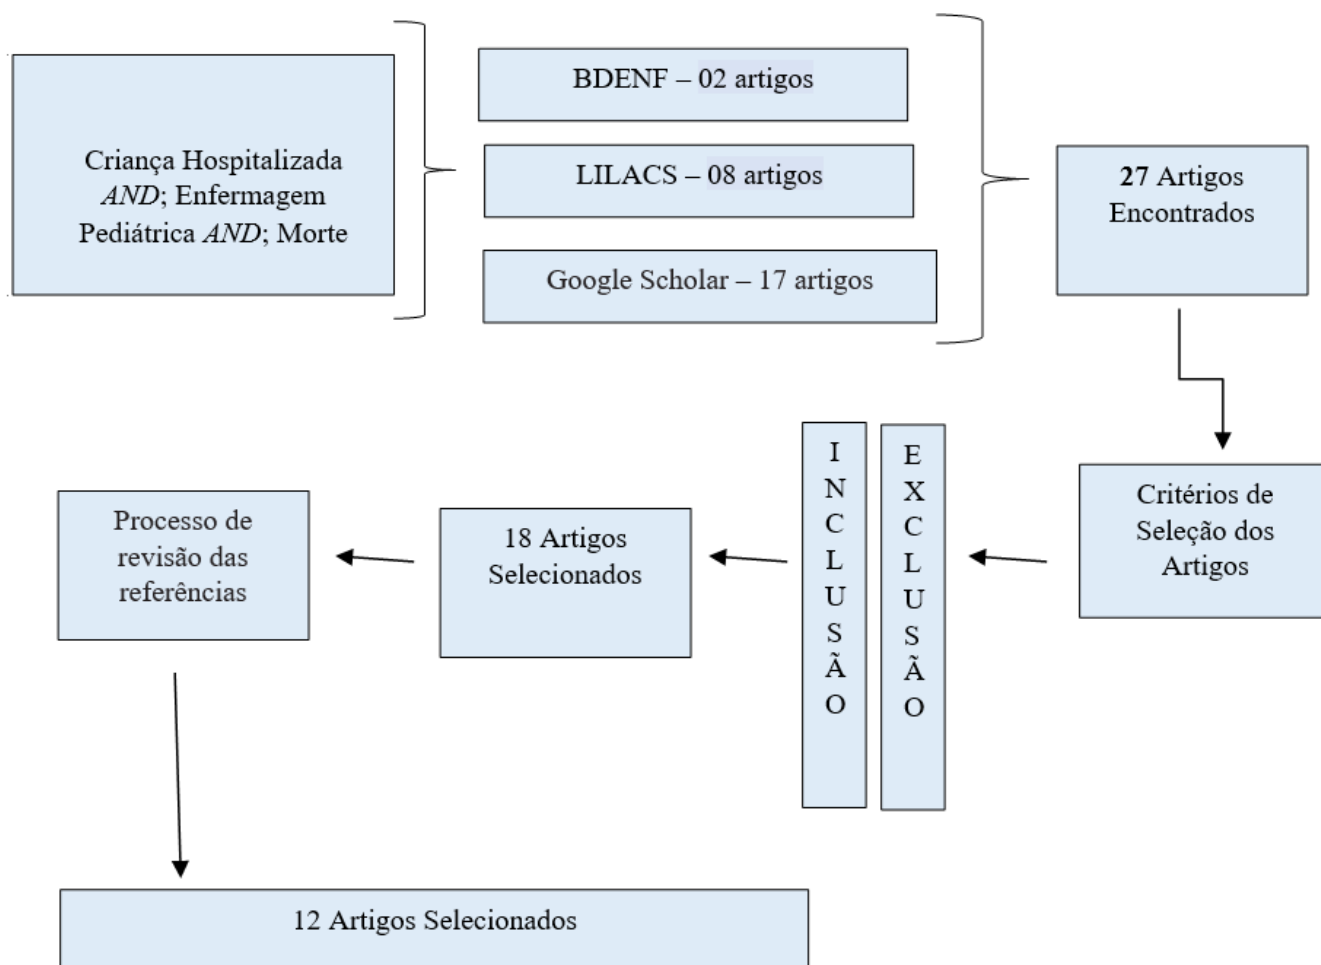 Criança Hospitalizada
AND; Enfermagem
Pediátrica AND; Morte
BDENF – 02 artigos
LILACS – 08 artigos
Google Scholar – 17 artigos
27 Artigos
Encontrados
Critérios de
Seleção dos
Artigos
E
X
C
L
U
S
Ã
O
I
N
C
L
U
S
Ã
O
18 Artigos
Selecionados
Processo de
revisão das
referências
12 Artigos Selecionados